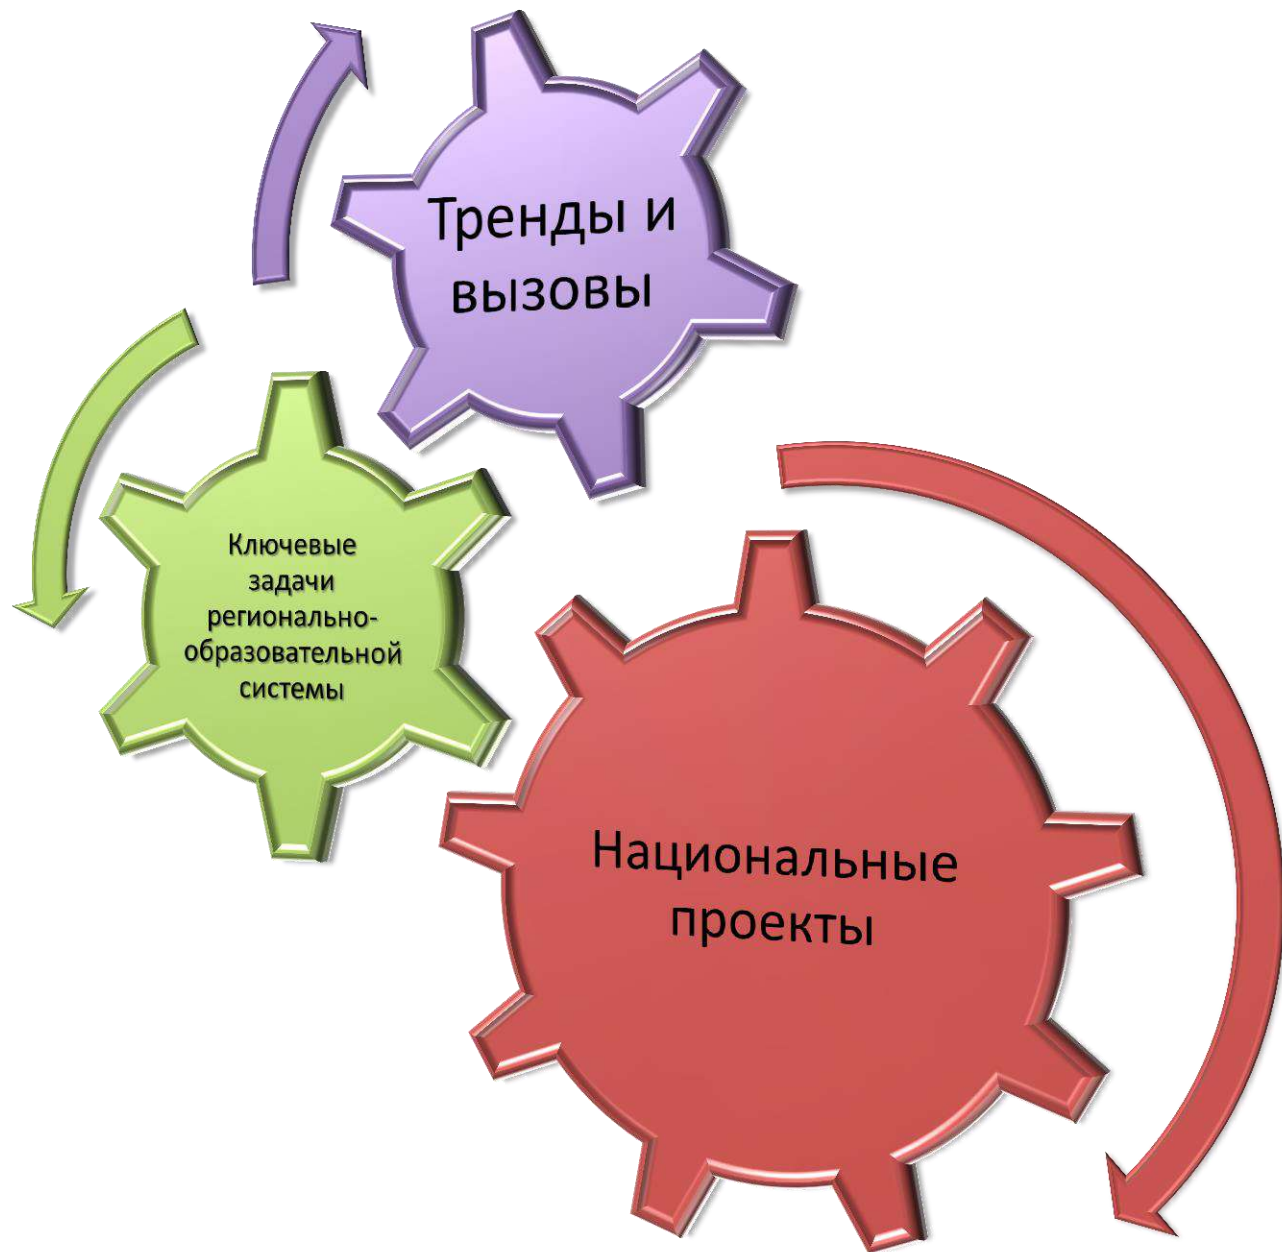 Тренды и
вызовы
Ключевые
задачи
регионально-
образовательной
системы
Национальные
проекты